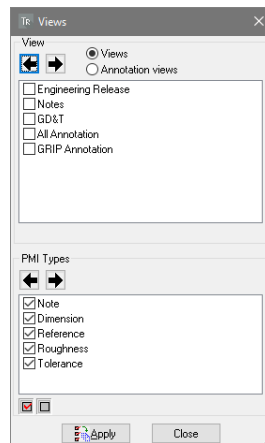 TR Views
View
Views
Annotation views
Engineering Release
Notes
GD&T
All Annotation
GRIP Annotation
PMI Types
Note
Dimension
Reference
Roughness
Tolerance
Apply Close